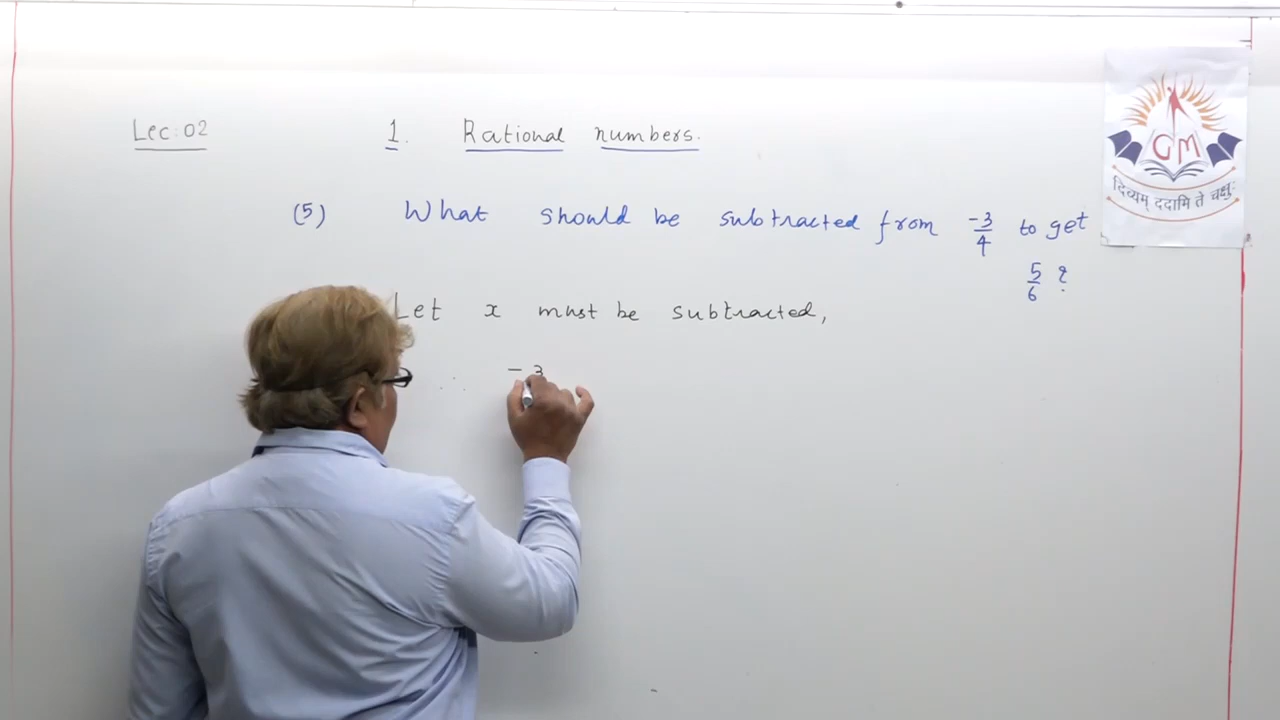 Lec:02 1. Rational numbers.
GM
दिव्यम् ददामि ते चक्षुः
(5) What should be subtracted from -3/4 to get
5/6 ?
Let x must be subtracted,
∴ -3